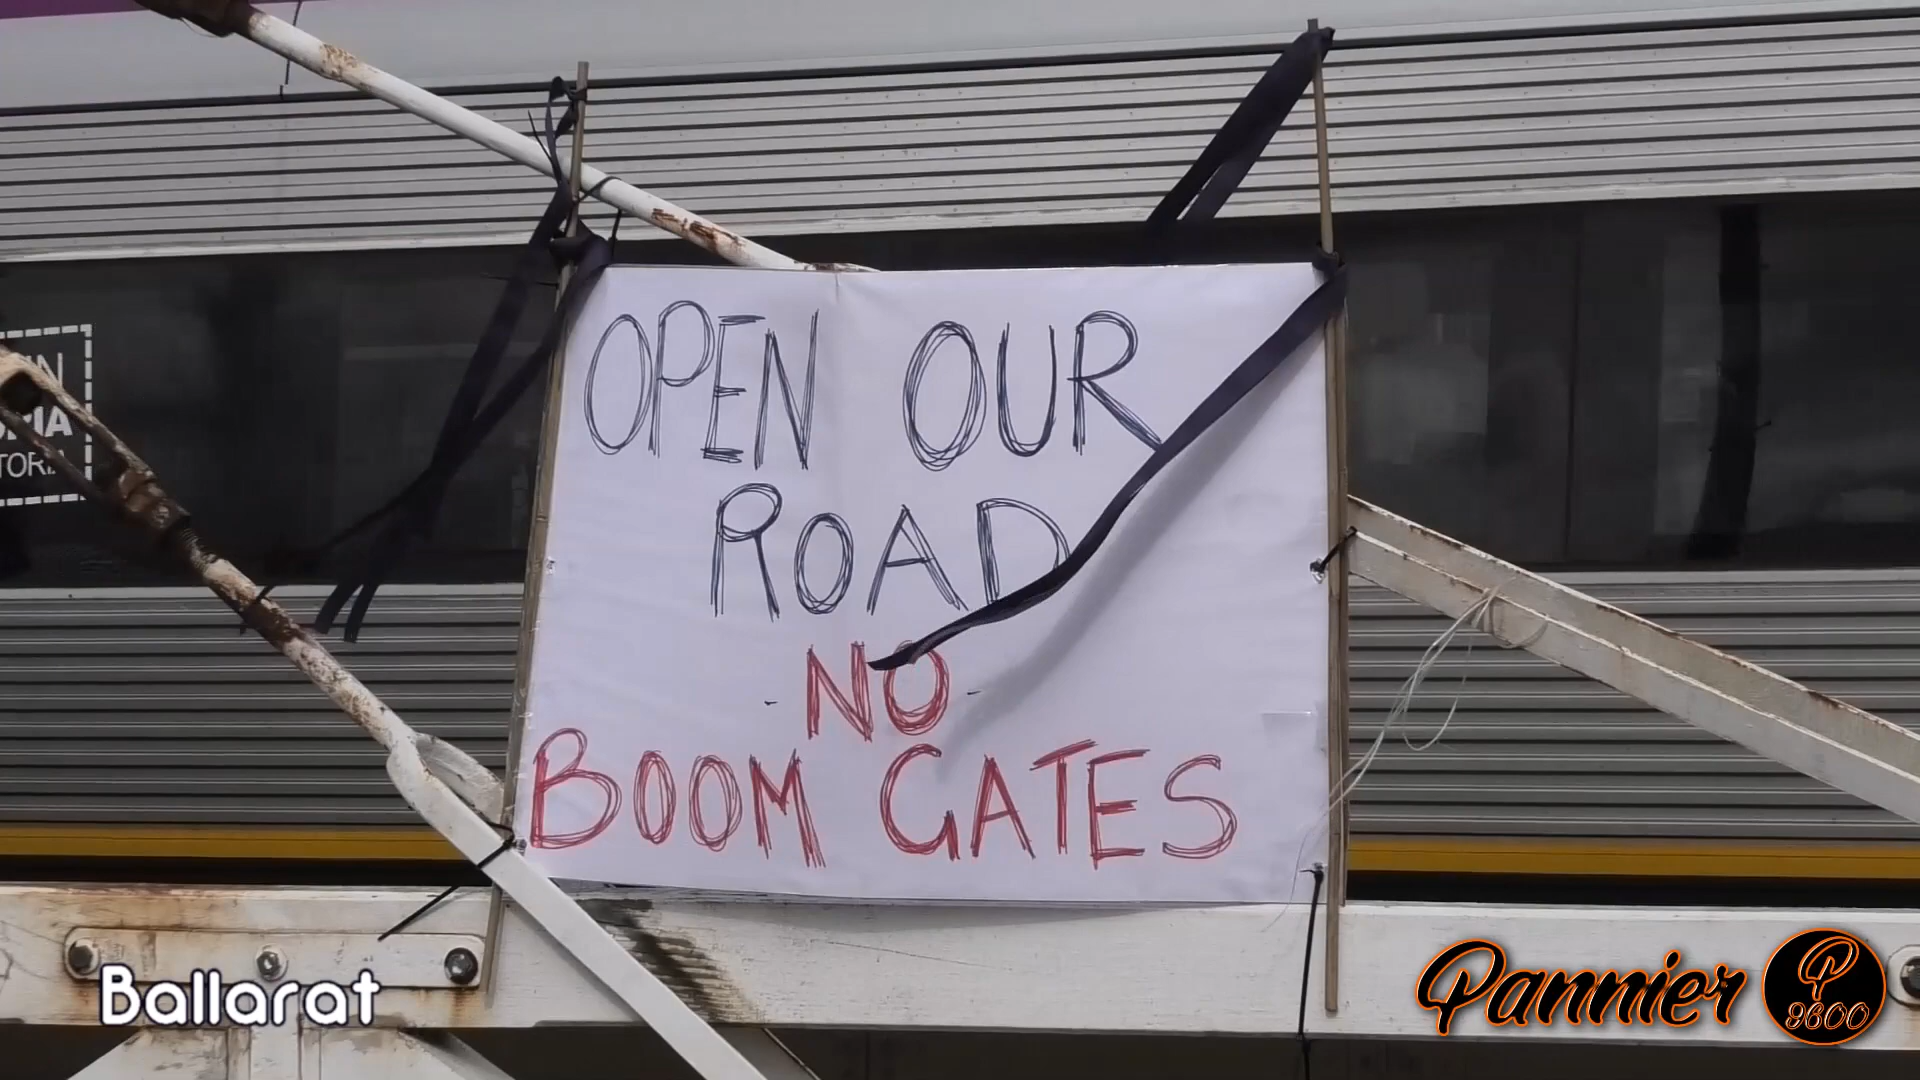 OPEN OUR
ROAD
- NO -
BOOM GATES
Ballarat
Pannier
P
9600